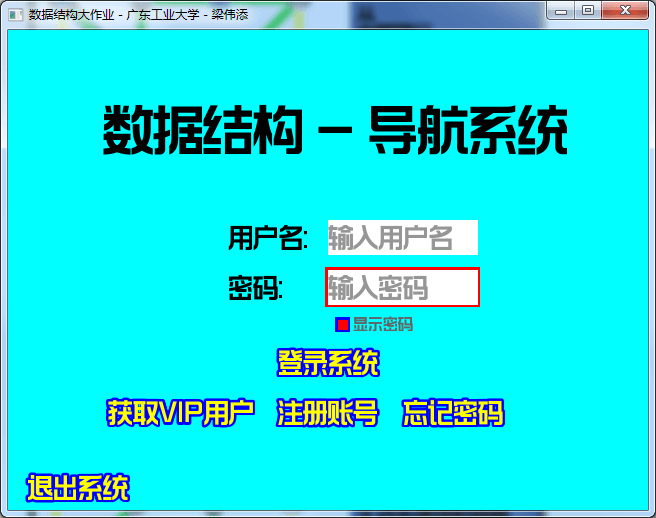 数据结构大作业 - 广东工业大学 - 梁伟添
数据结构 - 导航系统
用户名: 输入用户名
密码: 输入密码
显示密码
登录系统
获取VIP用户 注册账号 忘记密码
退出系统